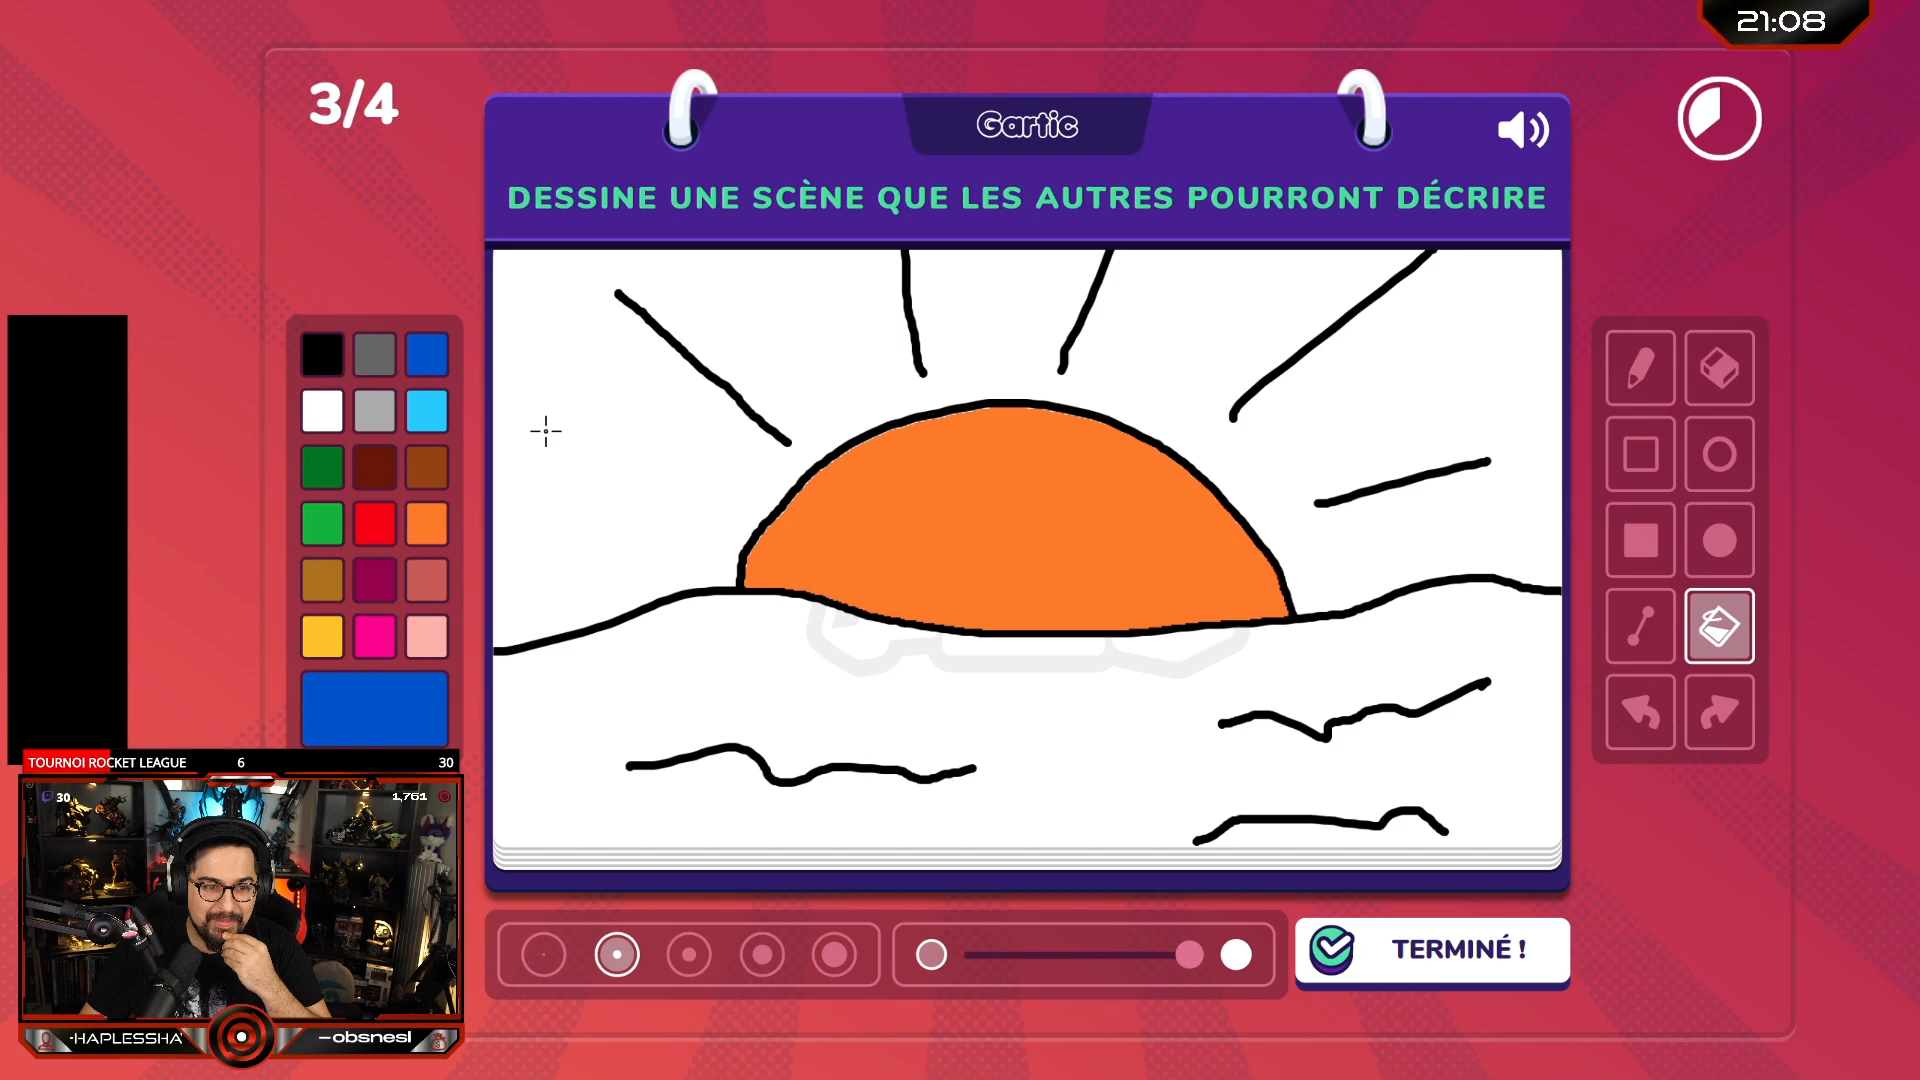 21:08
3/4
Gartic
DESSINE UNE SCÈNE QUE LES AUTRES POURRONT DÉCRIRE
TOURNOI ROCKET LEAGUE 6 30
30 1,761
-HAPLESSHA
—obsnesl
TERMINÉ !